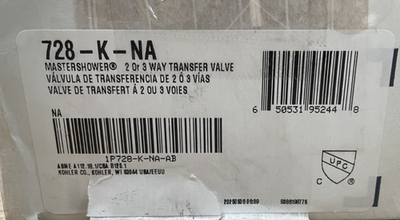 728-K-NA
MASTERSHOWER® 2 Or 3 WAY TRANSFER VALVE
VÁLVULA DE TRANSFERENCIA DE 2 Ó 3 VÍAS
VALVE DE TRANSFERT À 2 OU 3 VOIES
NA
6 50531 95244 8
1P728-K-NA-AB
KOHLER CO., KOHLER, WI 53044
UPC
C